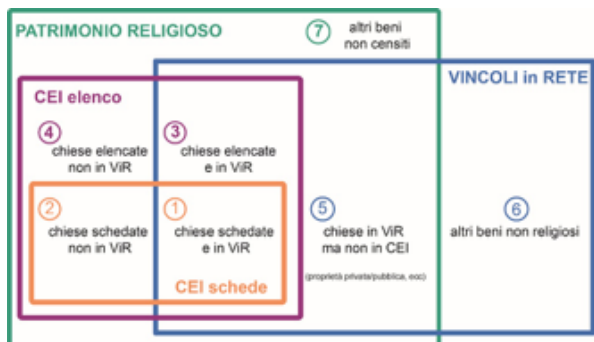 PATRIMONIO RELIGIOSO
7
altri beni
non censiti
VINCOLI in RETE
CEI elenco
4
chiese elencate
non in ViR
3
chiese elencate
e in ViR
2
chiese schedate
non in ViR
1
chiese schedate
e in ViR
5
chiese in ViR
ma non in CEI
(proprietà privata/pubblica, ecc)
6
altri beni non religiosi
CEI schede